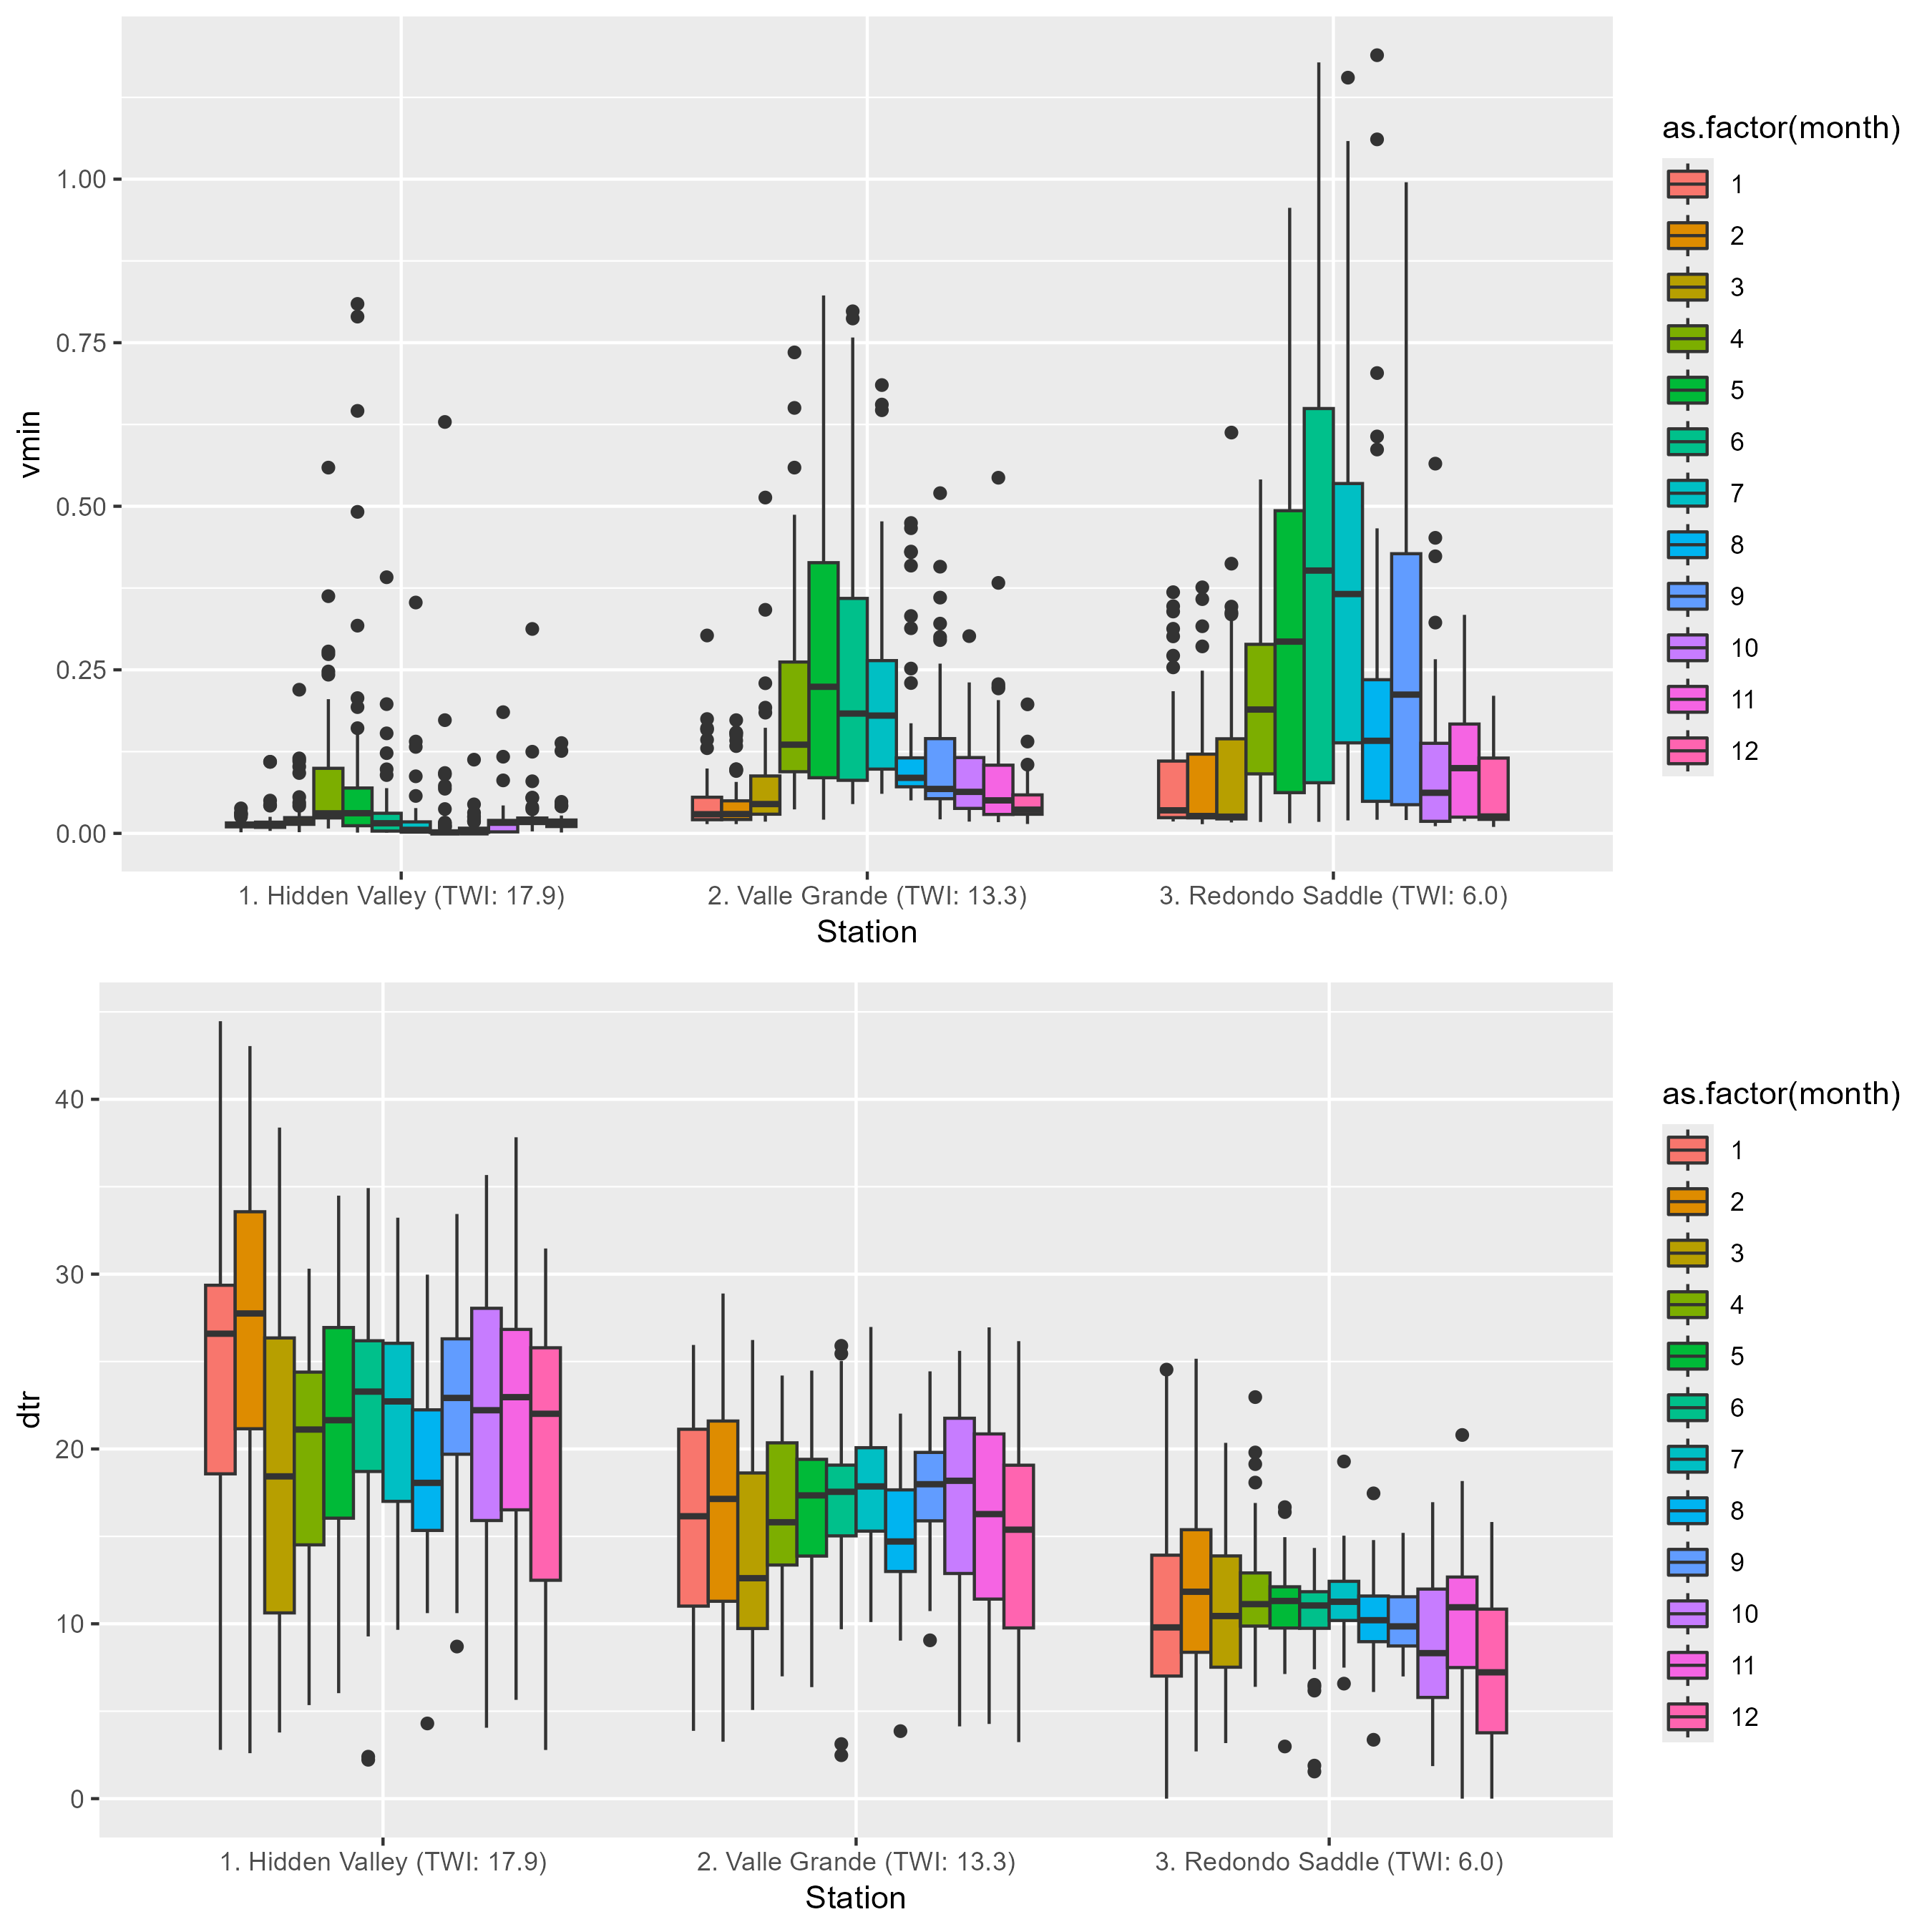 vmin
1.00
0.75
0.50
0.25
0.00
1. Hidden Valley (TWI: 17.9)
2. Valle Grande (TWI: 13.3)
3. Redondo Saddle (TWI: 6.0)
Station
as.factor(month)
1
2
3
4
5
6
7
8
9
10
11
12
dtr
40
30
20
10
0
1. Hidden Valley (TWI: 17.9)
2. Valle Grande (TWI: 13.3)
3. Redondo Saddle (TWI: 6.0)
Station
as.factor(month)
1
2
3
4
5
6
7
8
9
10
11
12